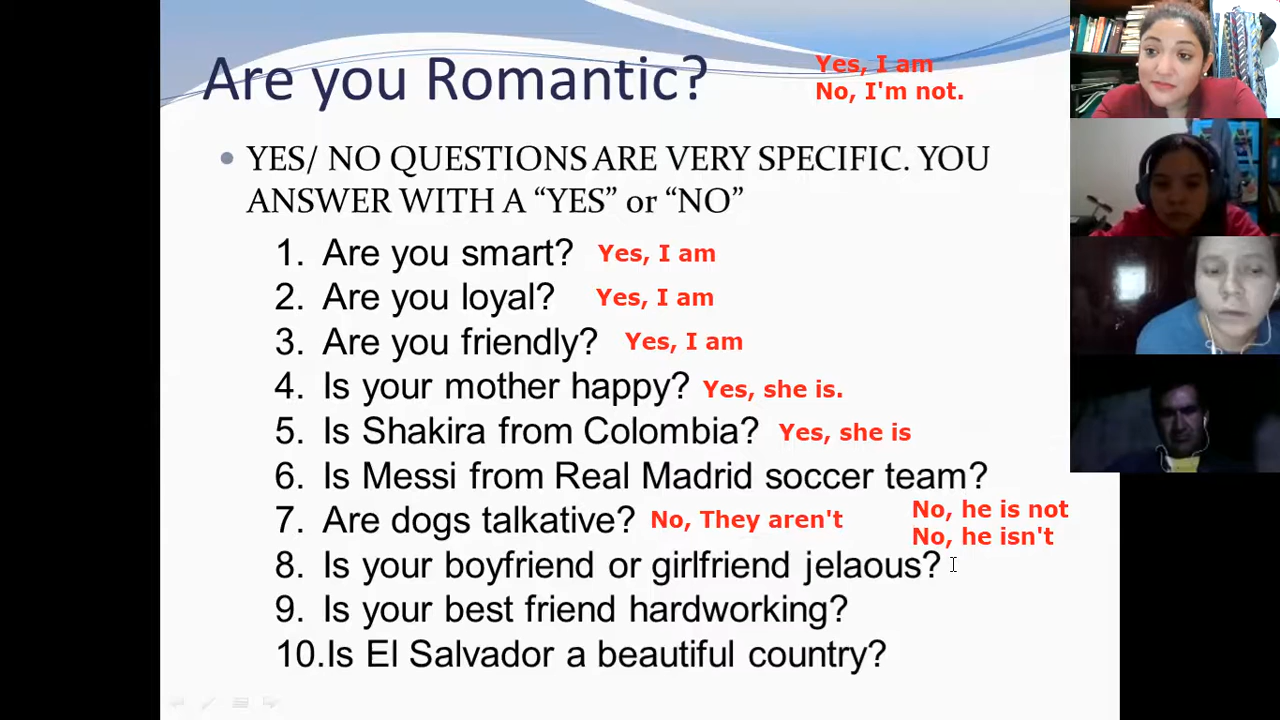 Are you Romantic?
Yes, I am
No, I'm not.
• YES/ NO QUESTIONS ARE VERY SPECIFIC. YOU
ANSWER WITH A “YES” or “NO”
1. Are you smart? Yes, I am
2. Are you loyal? Yes, I am
3. Are you friendly? Yes, I am
4. Is your mother happy? Yes, she is.
5. Is Shakira from Colombia? Yes, she is
6. Is Messi from Real Madrid soccer team?
No, he is not
No, he isn't
7. Are dogs talkative? No, They aren't
8. Is your boyfriend or girlfriend jelaous?
9. Is your best friend hardworking?
10.Is El Salvador a beautiful country?